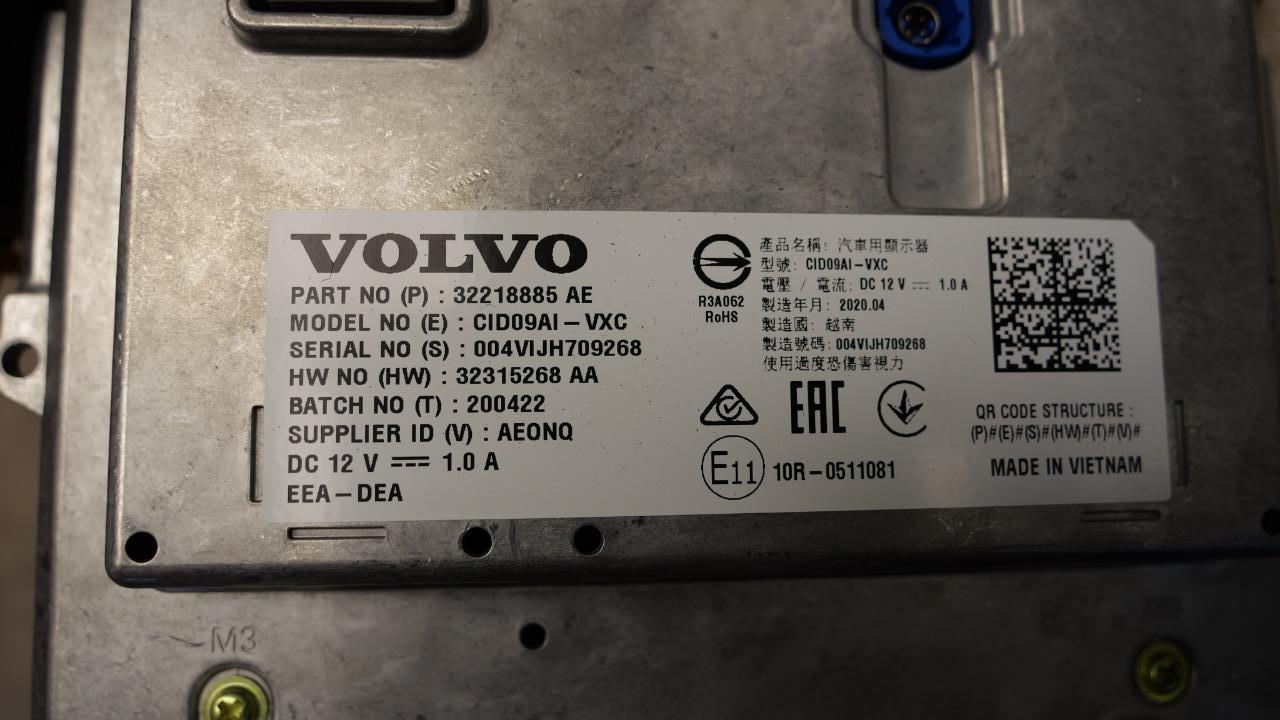 VOLVO
PART NO (P) : 32218885 AE
MODEL NO (E) : CID09AI-VXC
SERIAL NO (S) : 004VIJH709268
HW NO (HW) : 32315268 AA
BATCH NO (T) : 200422
SUPPLIER ID (V) : AEONQ
DC 12 V ⎓ 1.0 A
EEA-DEA
R3A062
RoHS
產品名稱: 汽車用顯示器
型號: CID09AI-VXC
電壓 / 電流: DC 12 V ⎓ 1.0 A
製造年月: 2020.04
製造國: 越南
製造號碼: 004VIJH709268
使用過度恐傷害視力
EAC
E11 10R-0511081
QR CODE STRUCTURE :
(P)#(E)#(S)#(HW)#(T)#(V)#
MADE IN VIETNAM
M3